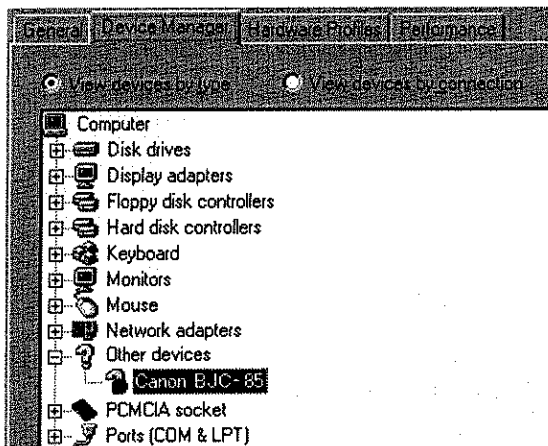 General Device Manager Hardware Profiles Performance
View devices by type View devices by connection
Computer
Disk drives
Display adapters
Floppy disk controllers
Hard disk controllers
Keyboard
Monitors
Mouse
Network adapters
Other devices
Canon BJC-85
PCMCIA socket
Ports (COM & LPT)